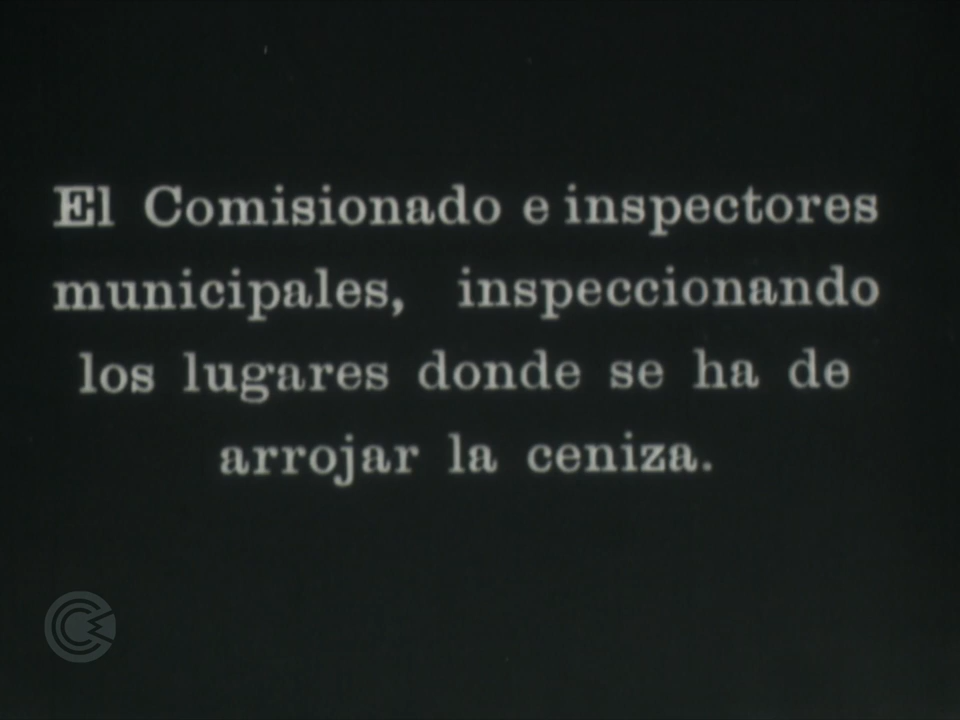 El Comisionado e inspectores
municipales, inspeccionando
los lugares donde se ha de
arrojar la ceniza.